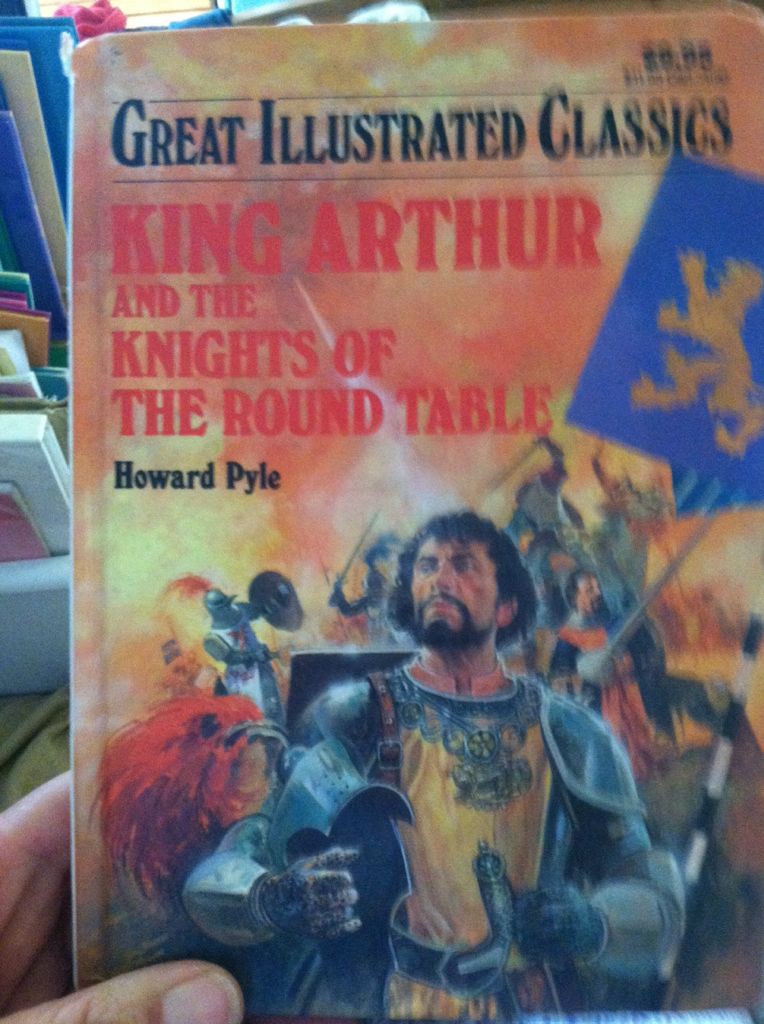 GREAT ILLUSTRATED CLASSICS
KING ARTHUR
AND THE
KNIGHTS OF
THE ROUND TABLE
Howard Pyle